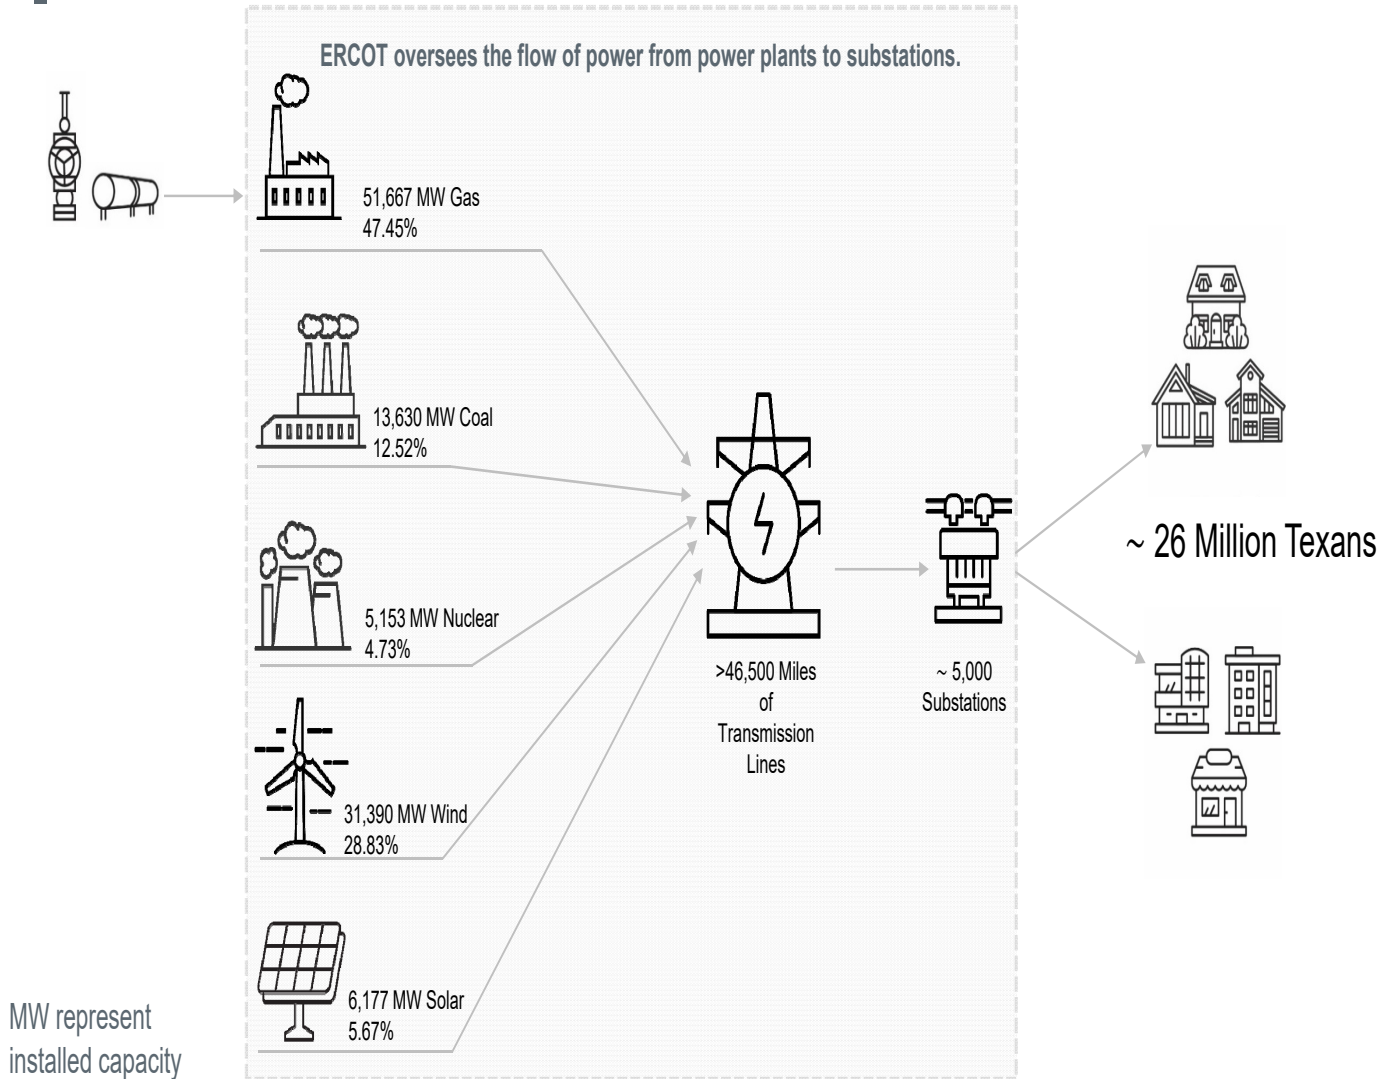 ERCOT oversees the flow of power from power plants to substations.
51,667 MW Gas
47.45%
13,630 MW Coal
12.52%
5,153 MW Nuclear
4.73%
31,390 MW Wind
28.83%
6,177 MW Solar
5.67%
>46,500 Miles
of
Transmission
Lines
~ 5,000
Substations
~ 26 Million Texans
MW represent
installed capacity